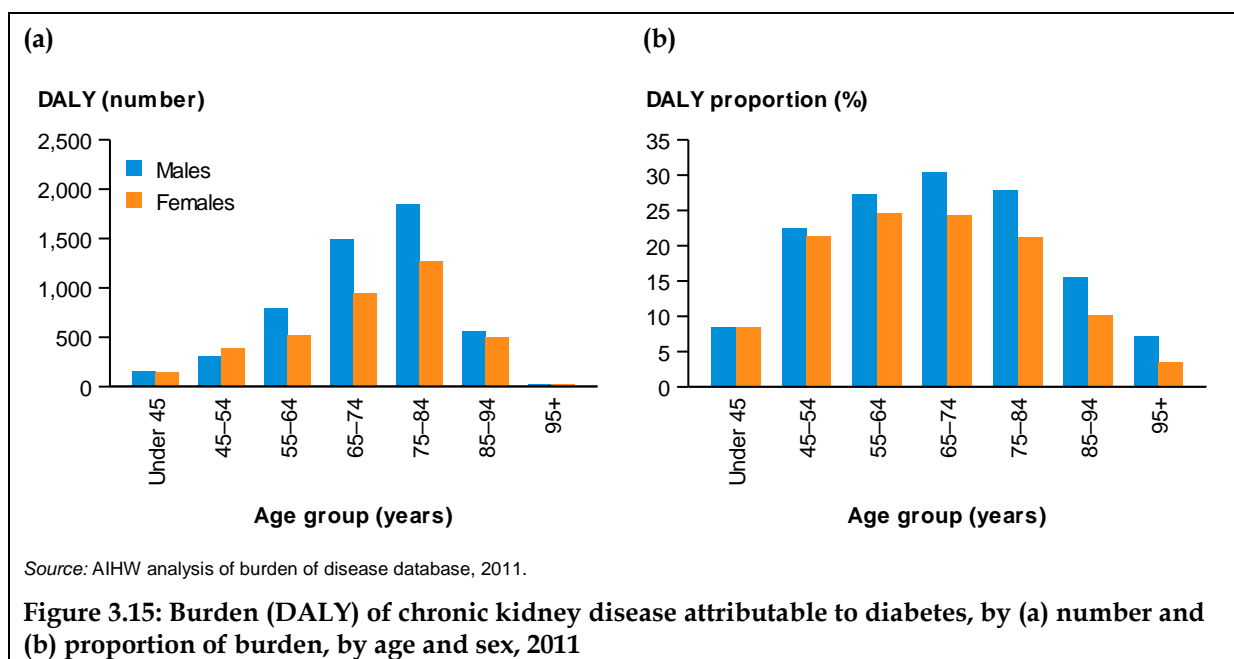 (a)
DALY (number)
2,500
2,000
1,500
1,000
500
0
Males
Females
Under 45
45–54
55–64
65–74
75–84
85–94
95+
Age group (years)
(b)
DALY proportion (%)
35
30
25
20
15
10
5
0
Under 45
45–54
55–64
65–74
75–84
85–94
95+
Age group (years)
Source: AIHW analysis of burden of disease database, 2011.
Figure 3.15: Burden (DALY) of chronic kidney disease attributable to diabetes, by (a) number and
(b) proportion of burden, by age and sex, 2011